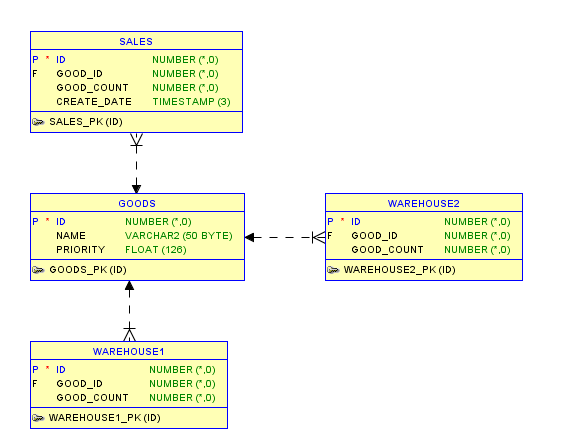 SALES
P * ID NUMBER (*,0)
F GOOD_ID NUMBER (*,0)
GOOD_COUNT NUMBER (*,0)
CREATE_DATE TIMESTAMP (3)
SALES_PK (ID)
GOODS
P * ID NUMBER (*,0)
NAME VARCHAR2 (50 BYTE)
PRIORITY FLOAT (126)
GOODS_PK (ID)
WAREHOUSE2
P * ID NUMBER (*,0)
F GOOD_ID NUMBER (*,0)
GOOD_COUNT NUMBER (*,0)
WAREHOUSE2_PK (ID)
WAREHOUSE1
P * ID NUMBER (*,0)
F GOOD_ID NUMBER (*,0)
GOOD_COUNT NUMBER (*,0)
WAREHOUSE1_PK (ID)